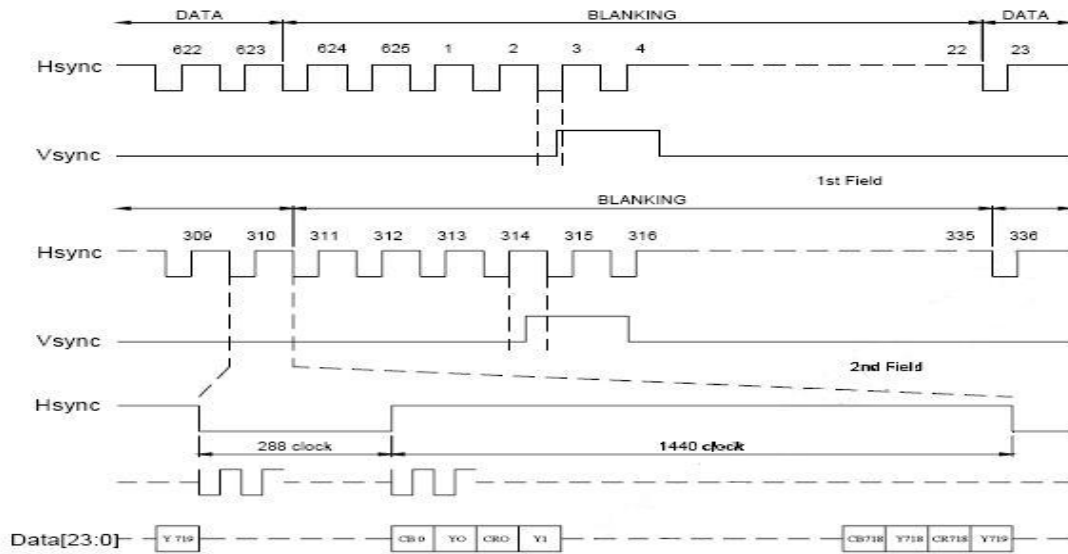 DATA BLANKING DATA
622 623 624 625 1 2 3 4 22 23
Hsync
Vsync
1st Field
BLANKING
309 310 311 312 313 314 315 316 335 336
Hsync
Vsync
2nd Field
Hsync
288 clock 1440 clock
Data[23:0] Y 719 CB 0 YO CRO Y1 CB718 Y718 CR718 Y719